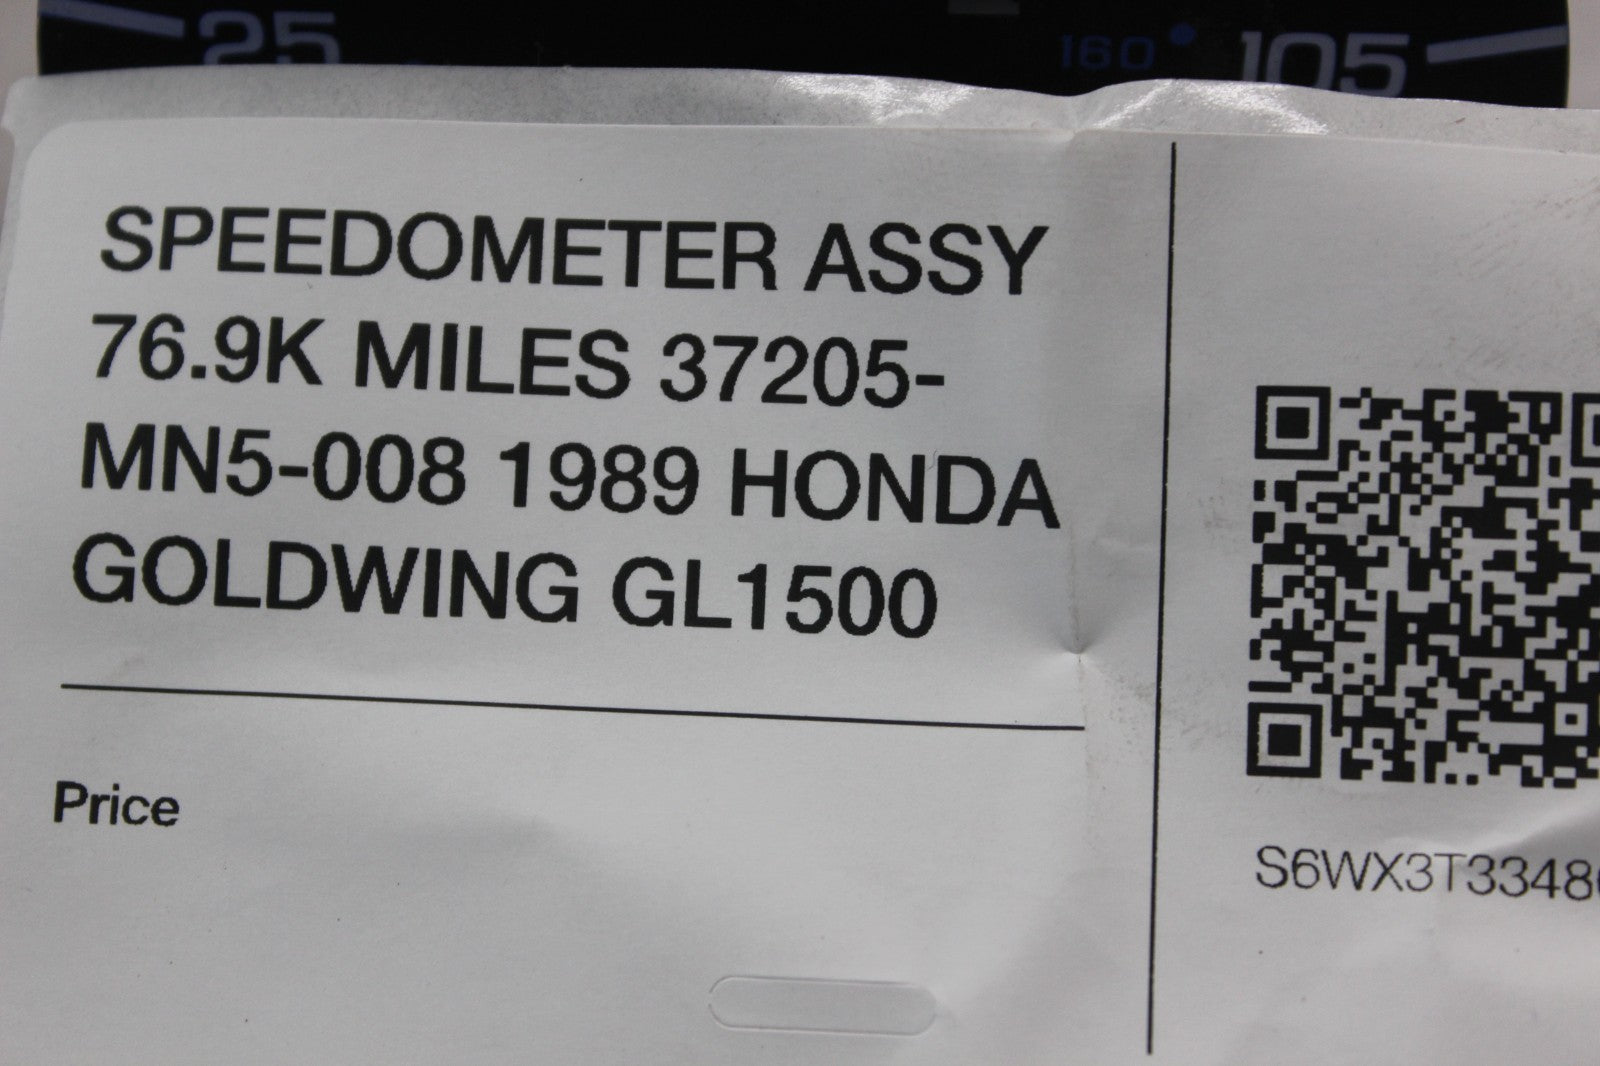 25
160
105
SPEEDOMETER ASSY
76.9K MILES 37205-
MN5-008 1989 HONDA
GOLDWING GL1500
Price
S6WX3T3348